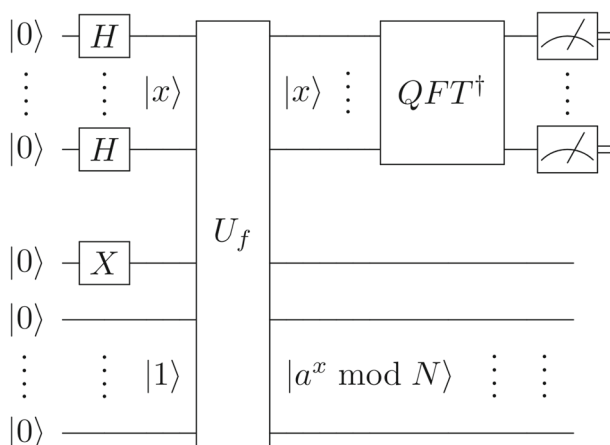 |0⟩ H
|x⟩ |x⟩ QFT†
|0⟩ H
U_f
|0⟩ X
|0⟩
|1⟩ |a^x mod N⟩
|0⟩